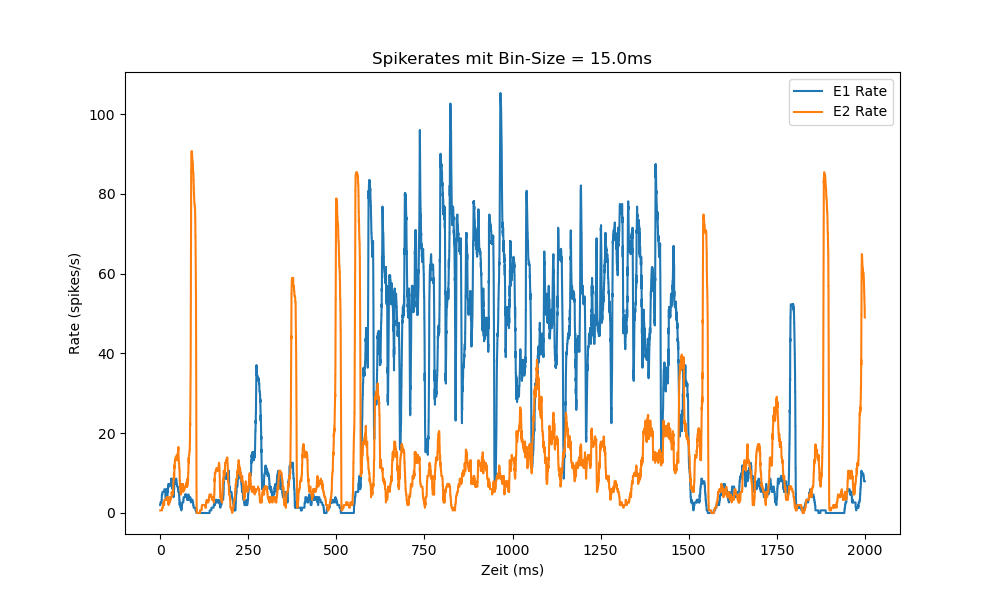 Spikerates mit Bin-Size = 15.0ms
E1 Rate
E2 Rate
Rate (spikes/s)
100
80
60
40
20
0
0 250 500 750 1000 1250 1500 1750 2000
Zeit (ms)